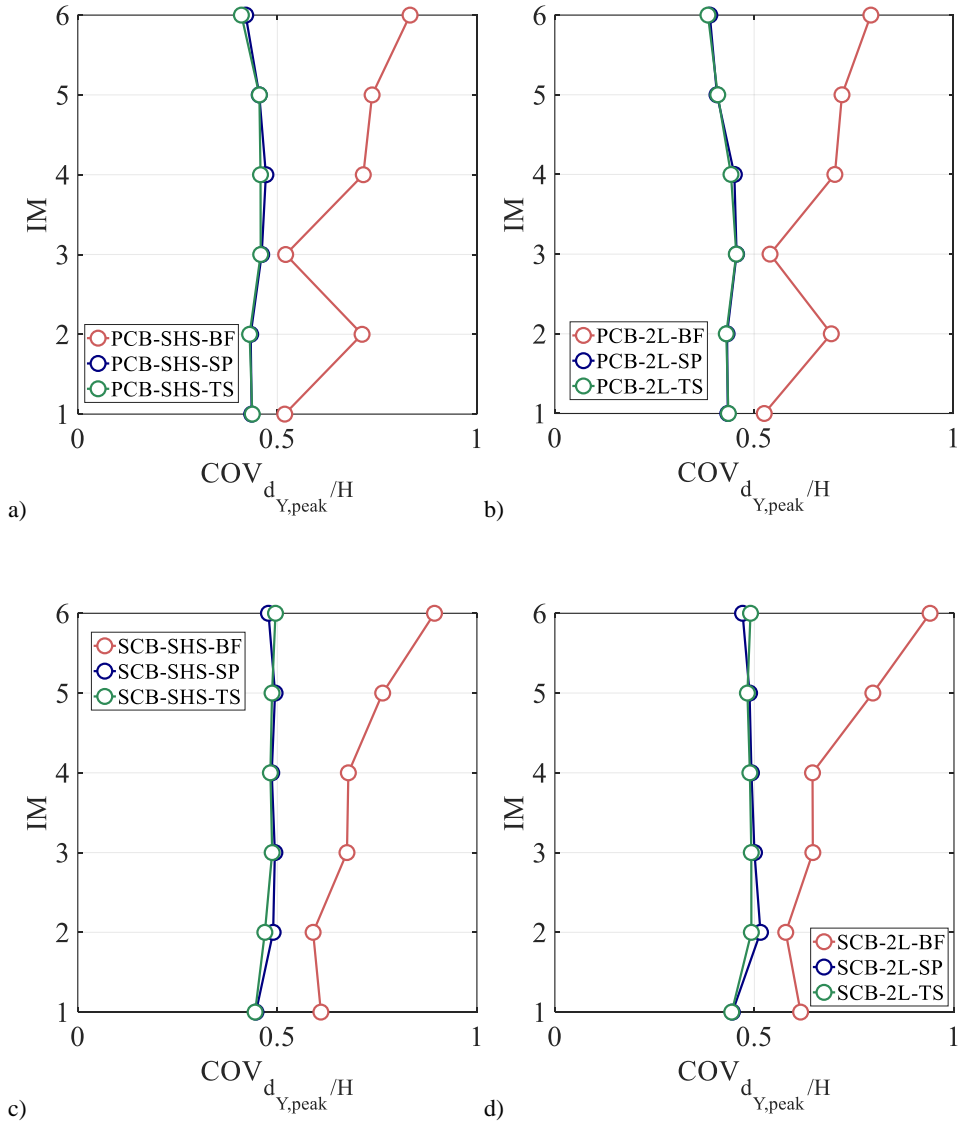 6
5
4
3
2
1
IM
PCB-SHS-BF
PCB-SHS-SP
PCB-SHS-TS
0
0.5
1
COV d_Y,peak/H
a)
6
5
4
3
2
1
IM
PCB-2L-BF
PCB-2L-SP
PCB-2L-TS
0
0.5
1
COV d_Y,peak/H
b)
6
5
4
3
2
1
IM
SCB-SHS-BF
SCB-SHS-SP
SCB-SHS-TS
0
0.5
1
COV d_Y,peak/H
c)
6
5
4
3
2
1
IM
SCB-2L-BF
SCB-2L-SP
SCB-2L-TS
0
0.5
1
COV d_Y,peak/H
d)